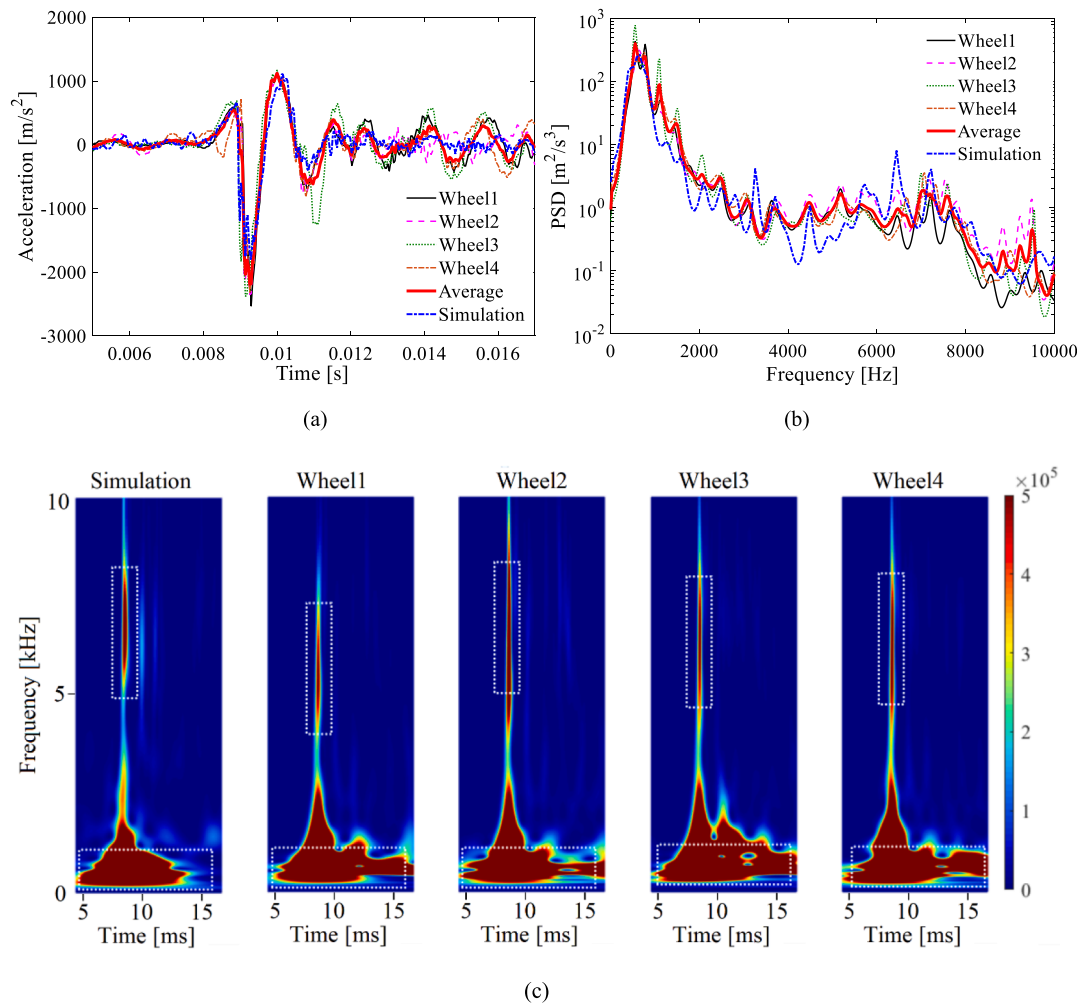 2000
1000
0
-1000
-2000
-3000
Acceleration [m/s²]
Wheel1
Wheel2
Wheel3
Wheel4
Average
Simulation
0.006
0.008
0.01
0.012
0.014
0.016
Time [s]
(a)
10³
10²
10¹
10⁰
10⁻¹
10⁻²
PSD [m²/s³]
Wheel1
Wheel2
Wheel3
Wheel4
Average
Simulation
0
2000
4000
6000
8000
10000
Frequency [Hz]
(b)
Simulation
Wheel1
Wheel2
Wheel3
Wheel4
10
5
0
Frequency [kHz]
×10⁵
5
4
3
2
1
0
5 10 15
5 10 15
5 10 15
5 10 15
5 10 15
Time [ms]
Time [ms]
Time [ms]
Time [ms]
Time [ms]
(c)